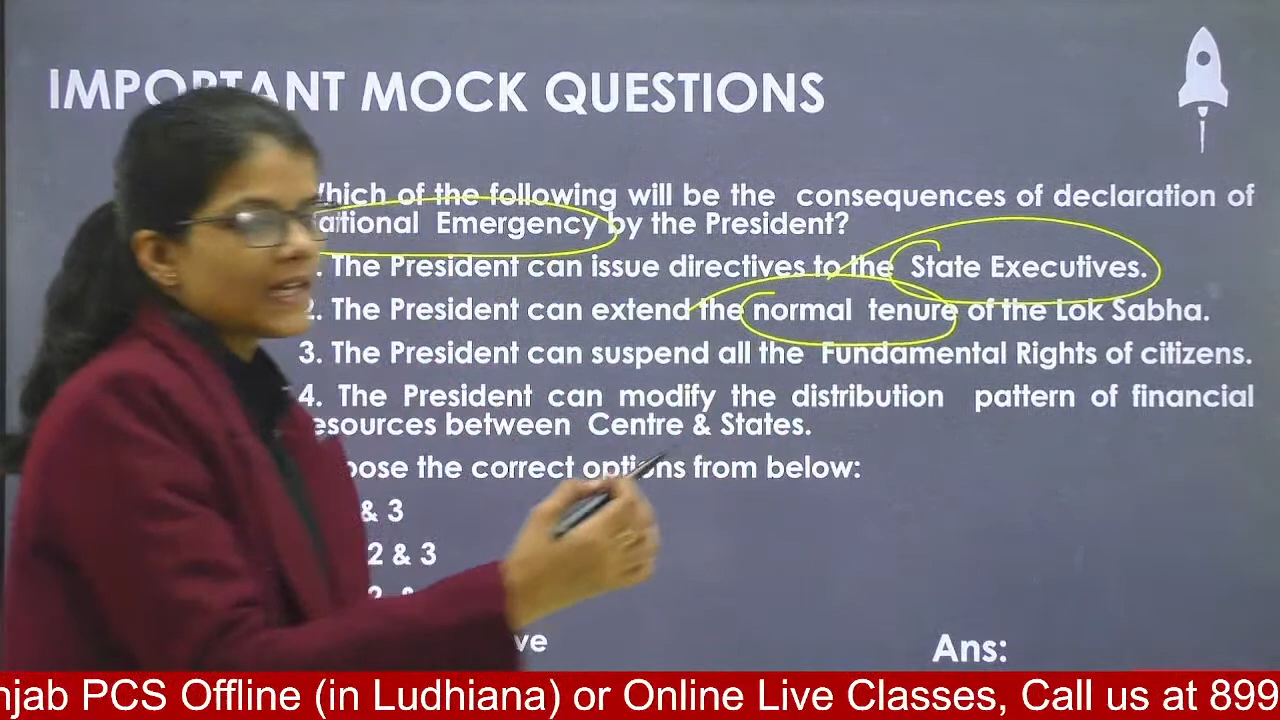 IMPORTANT MOCK QUESTIONS
hich of the following will be the consequences of declaration of
ational Emergency by the President?
. The President can issue directives to the State Executives.
2. The President can extend the normal tenure of the Lok Sabha.
3. The President can suspend all the Fundamental Rights of citizens.
4. The President can modify the distribution pattern of financial
esources between Centre & States.
oose the correct options from below:
& 3
2 & 3
ve
Ans:
njab PCS Offline (in Ludhiana) or Online Live Classes, Call us at 899